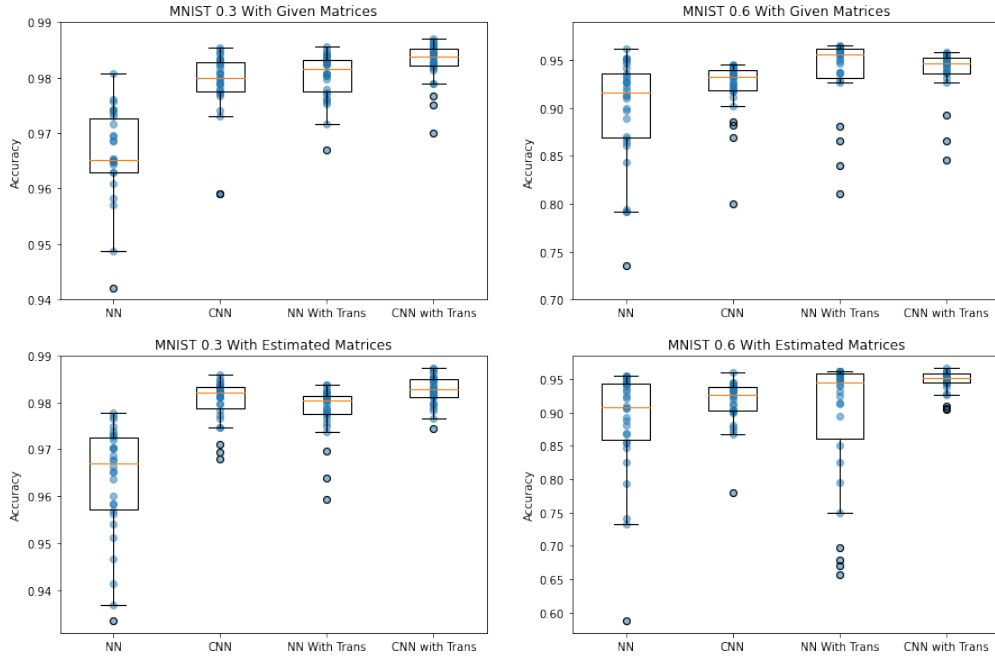 MNIST 0.3 With Given Matrices
0.99
0.98
0.97
0.96
0.95
0.94
Accuracy
NN
CNN
NN With Trans
CNN with Trans
MNIST 0.6 With Given Matrices
0.95
0.90
0.85
0.80
0.75
0.70
Accuracy
NN
CNN
NN With Trans
CNN with Trans
MNIST 0.3 With Estimated Matrices
0.99
0.98
0.97
0.96
0.95
0.94
Accuracy
NN
CNN
NN With Trans
CNN with Trans
MNIST 0.6 With Estimated Matrices
0.95
0.90
0.85
0.80
0.75
0.70
0.65
0.60
Accuracy
NN
CNN
NN With Trans
CNN with Trans